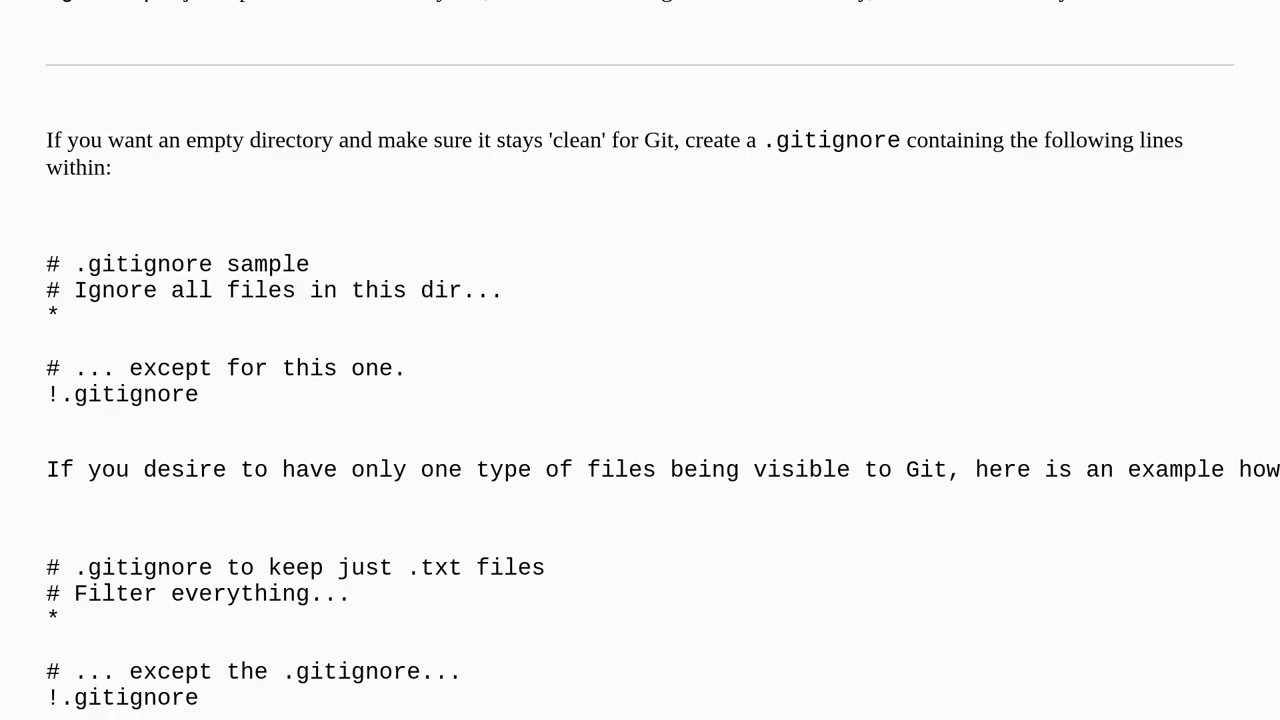 If you want an empty directory and make sure it stays 'clean' for Git, create a .gitignore containing the following lines
within:
# .gitignore sample
# Ignore all files in this dir...
*
# ... except for this one.
!.gitignore
If you desire to have only one type of files being visible to Git, here is an example how
# .gitignore to keep just .txt files
# Filter everything...
*
# ... except the .gitignore...
!.gitignore